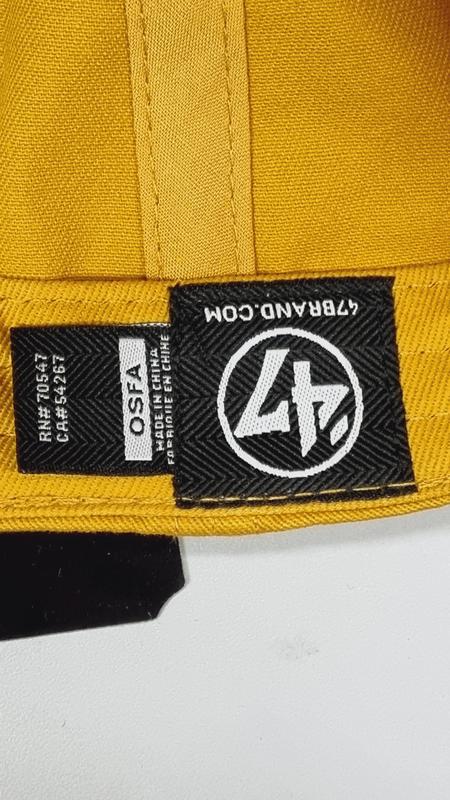 47BRAND.COM
'47
RN# 70547
CA# 54267
OSFA
MADE IN CHINA
FABRIQUE EN CHINE